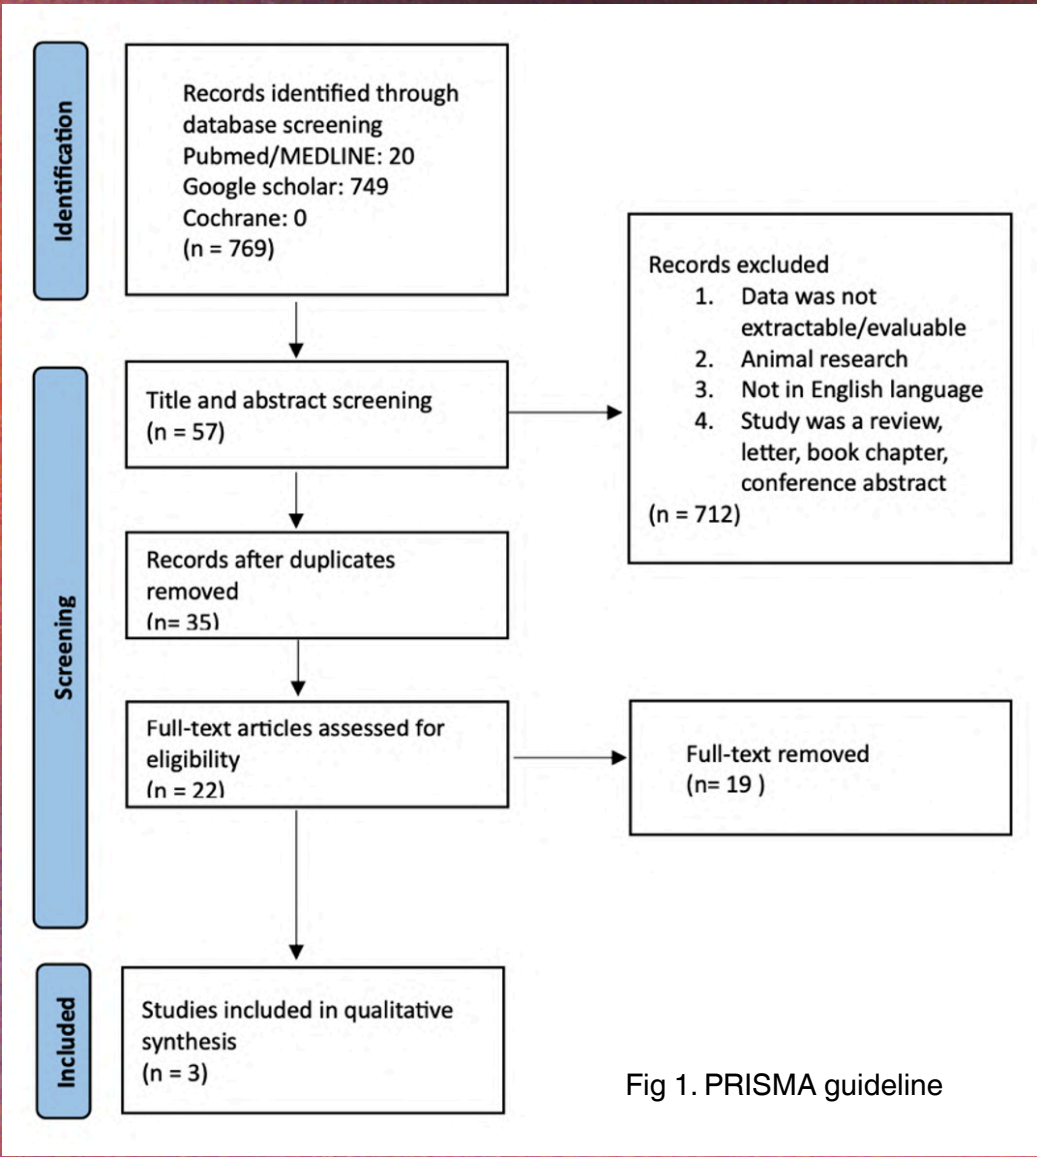 Identification
Records identified through
database screening
Pubmed/MEDLINE: 20
Google scholar: 749
Cochrane: 0
(n = 769)
Records excluded
1. Data was not
extractable/evaluable
2. Animal research
3. Not in English language
4. Study was a review,
letter, book chapter,
conference abstract
(n = 712)
Screening
Title and abstract screening
(n = 57)
Records after duplicates
removed
(n= 35)
Full-text articles assessed for
eligibility
(n = 22)
Full-text removed
(n= 19 )
Included
Studies included in qualitative
synthesis
(n = 3)
Fig 1. PRISMA guideline